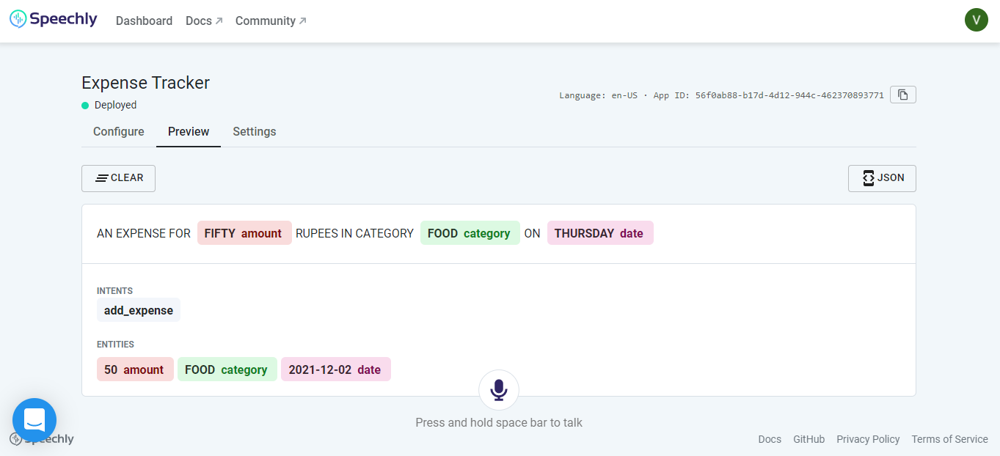 Speechly Dashboard Docs Community V
Expense Tracker
Language: en-US · App ID: 56f0ab88-b17d-4d12-944c-462370893771
Deployed
Configure Preview Settings
CLEAR JSON
AN EXPENSE FOR FIFTY amount RUPEES IN CATEGORY FOOD category ON THURSDAY date
INTENTS
add_expense
ENTITIES
50 amount FOOD category 2021-12-02 date
Press and hold space bar to talk
Speechly Docs GitHub Privacy Policy Terms of Service